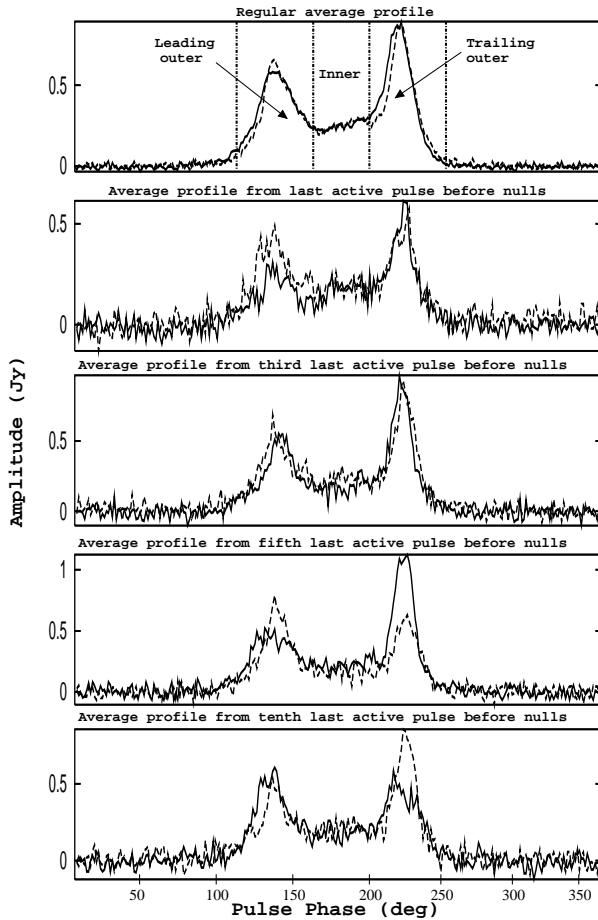 Regular average profile
Leading outer
Inner
Trailing outer
0.5
0
Average profile from last active pulse before nulls
0.5
0
Average profile from third last active pulse before nulls
0.5
0
Average profile from fifth last active pulse before nulls
1
0.5
0
Average profile from tenth last active pulse before nulls
0.5
0
50 100 150 200 250 300 350
Pulse Phase (deg)
Amplitude (Jy)